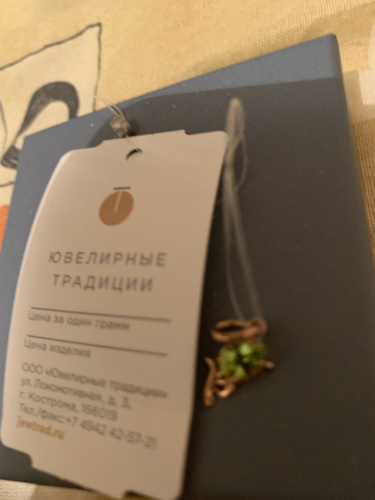 ЮВЕЛИРНЫЕ
ТРАДИЦИИ
Цена за один грамм
Цена изделия
ООО «Ювелирные традиции»
ул. Локомотивная, д. 3,
г. Кострома, 156019
Тел./факс:+7 4942 42-57-21
jewtrad.ru